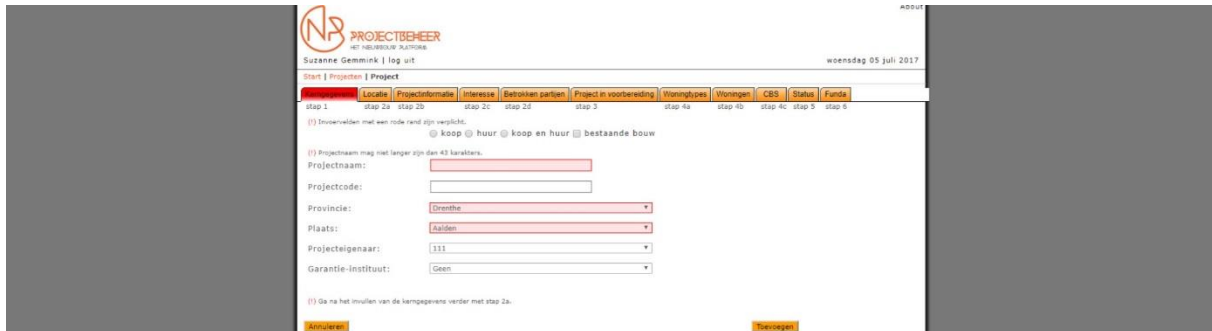 About
NP PROJECTBEHEER
HET NIEUWBOUW PLATFORM
Suzanne Gemmink | log uit
woensdag 05 juli 2017
Start | Projecten | Project
Kerngegevens Locatie Projectinformatie Interesse Betrokken partijen Project in voorbereiding Woningtypes Woningen CBS Status Funda
stap 1 stap 2a stap 2b stap 2c stap 2d stap 3 stap 4a stap 4b stap 4c stap 5 stap 6
(!) Invoervelden met een rode rand zijn verplicht.
koop huur koop en huur bestaande bouw
(!) Projectnaam mag niet langer zijn dan 43 karakters.
Projectnaam:
Projectcode:
Provincie: Drenthe
Plaats: Aalden
Projecteigenaar: 111
Garantie-instituut: Geen
(!) Ga na het invullen van de kerngegevens verder met stap 2a.
Annuleren Toevoegen